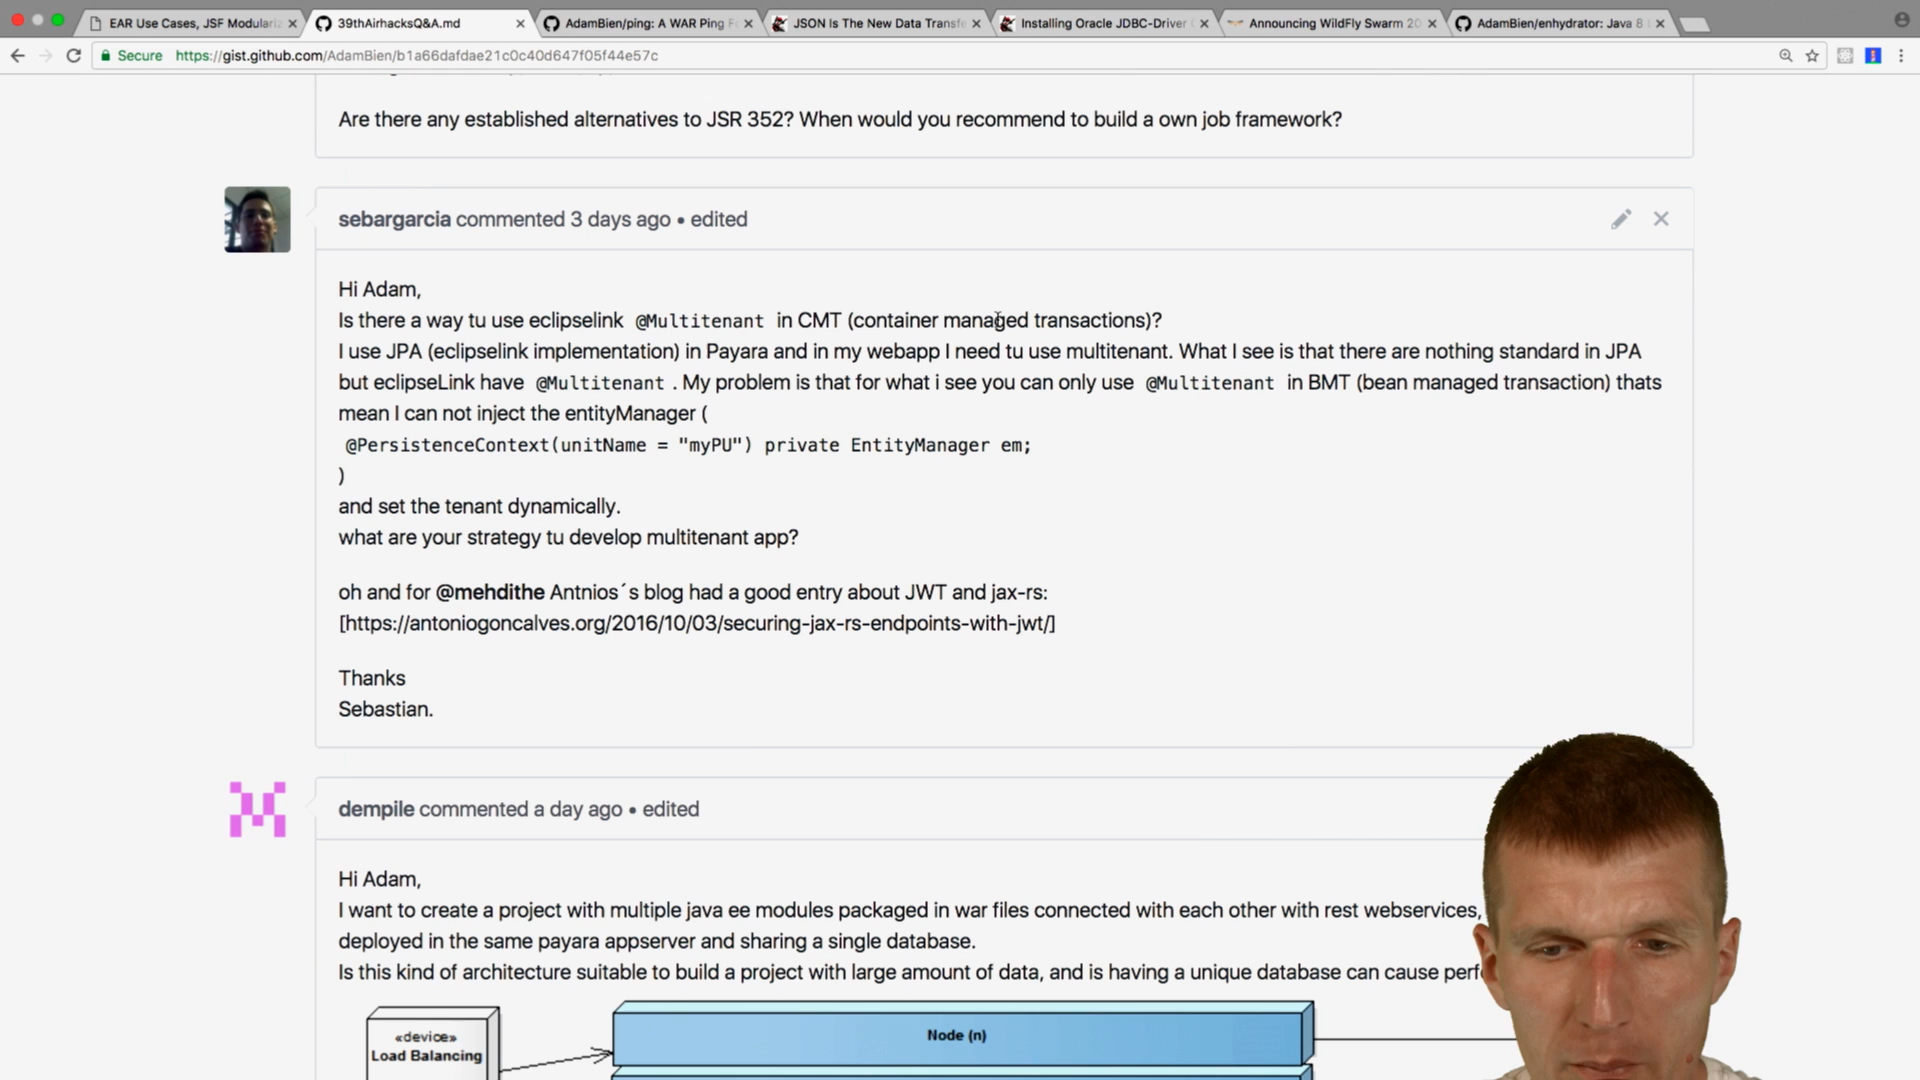 EAR Use Cases, JSF Modulari
39thAirhacksQ&A.md
AdamBien/ping: A WAR Ping F
JSON Is The New Data Transfe
Installing Oracle JDBC-Driver
Announcing WildFly Swarm 20
AdamBien/enhydrator: Java 8
Secure https://gist.github.com/AdamBien/b1a66dafdae21c0c40d647f05f44e57c
Are there any established alternatives to JSR 352? When would you recommend to build a own job framework?
sebargarcia commented 3 days ago • edited
Hi Adam,
Is there a way tu use eclipselink @Multitenant in CMT (container managed transactions)?
I use JPA (eclipselink implementation) in Payara and in my webapp I need tu use multitenant. What I see is that there are nothing standard in JPA
but eclipseLink have @Multitenant . My problem is that for what i see you can only use @Multitenant in BMT (bean managed transaction) thats
mean I can not inject the entityManager (
@PersistenceContext(unitName = "myPU") private EntityManager em;
)
and set the tenant dynamically.
what are your strategy tu develop multitenant app?
oh and for @mehdithe Antnios´s blog had a good entry about JWT and jax-rs:
[https://antoniogoncalves.org/2016/10/03/securing-jax-rs-endpoints-with-jwt/]
Thanks
Sebastian.
dempile commented a day ago • edited
Hi Adam,
I want to create a project with multiple java ee modules packaged in war files connected with each other with rest webservices,
deployed in the same payara appserver and sharing a single database.
Is this kind of architecture suitable to build a project with large amount of data, and is having a unique database can cause perf
«device»
Load Balancing
Node (n)